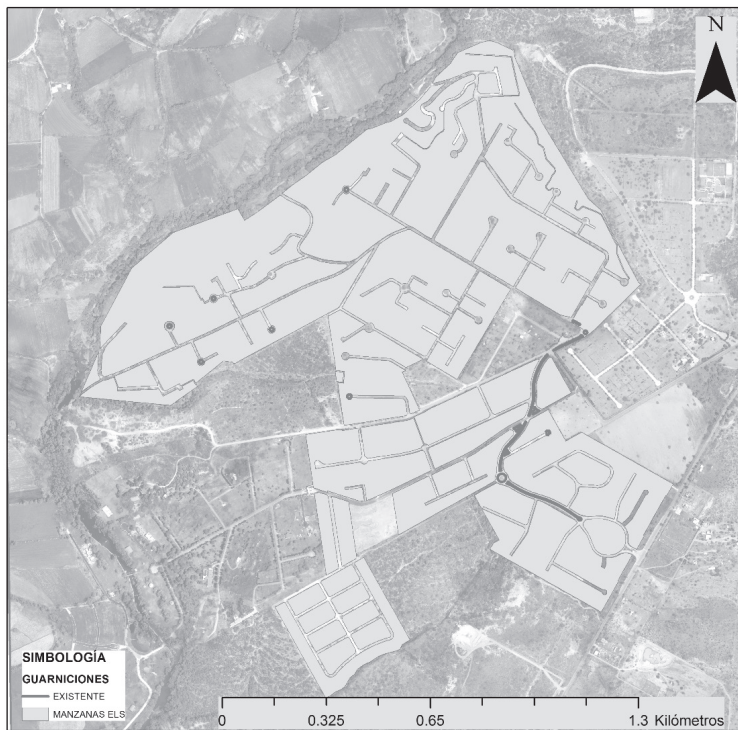 N
SIMBOLOGÍA
GUARNICIONES
EXISTENTE
MANZANAS ELS
0 0.325 0.65 1.3 Kilómetros